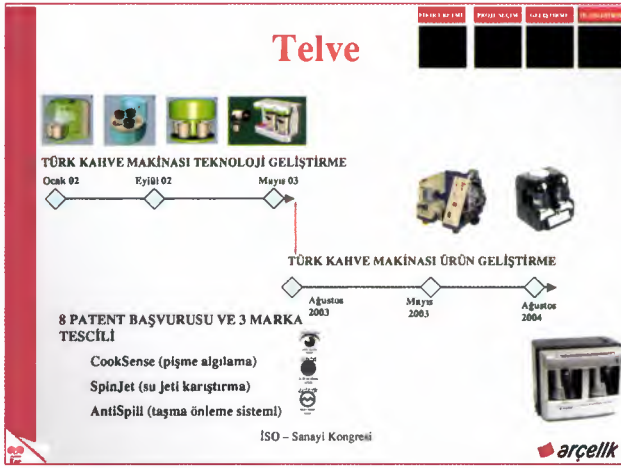 Telve
TÜRK KAHVE MAKİNASI TEKNOLOJİ GELİŞTİRME
Ocak 02 Eylül 02 Mayıs 03
TÜRK KAHVE MAKİNASI ÜRÜN GELİŞTİRME
Ağustos 2003
Mayıs 2003
Ağustos 2004
8 PATENT BAŞVURUSU VE 3 MARKA
TESCİLİ
CookSense (pişme algılama)
SpinJet (su jeti karıştırma)
AntiSpill (taşma önleme sistemi)
İSO – Sanayi Kongresi
arçelik